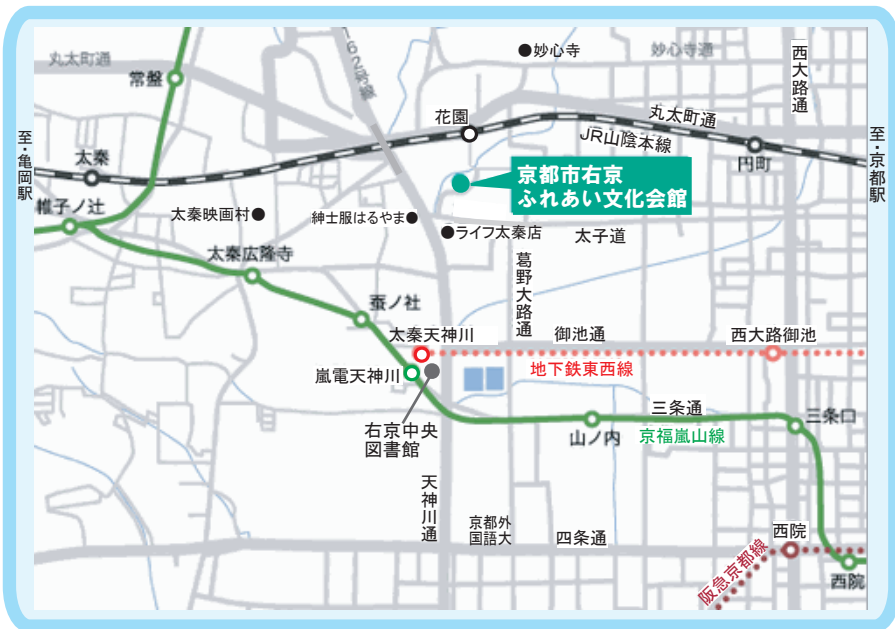 妙心寺
丸太町通
妙心寺通
西大路通
162号線
常盤
花園
丸太町通
JR山陰本線
至・亀岡駅
至・京都駅
太秦
円町
京都市右京
ふれあい文化会館
帷子ノ辻
太秦映画村
紳士服はるやま
ライフ太秦店
太子道
太秦広隆寺
葛野大路通
蚕ノ社
太秦天神川
御池通
西大路御池
嵐電天神川
地下鉄東西線
右京中央
図書館
三条通
三条口
山ノ内
京福嵐山線
天神川通
京都外
国語大
四条通
西院
阪急京都線
西院